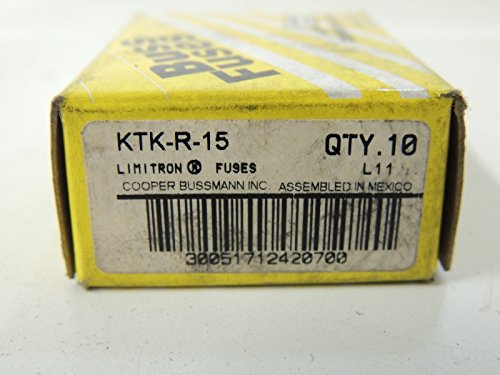 Buss
FUSES
KTK-R-15 QTY.10
LIMITRON ® FUSES L11
COOPER BUSSMANN INC. ASSEMBLED IN MEXICO
30051712420700